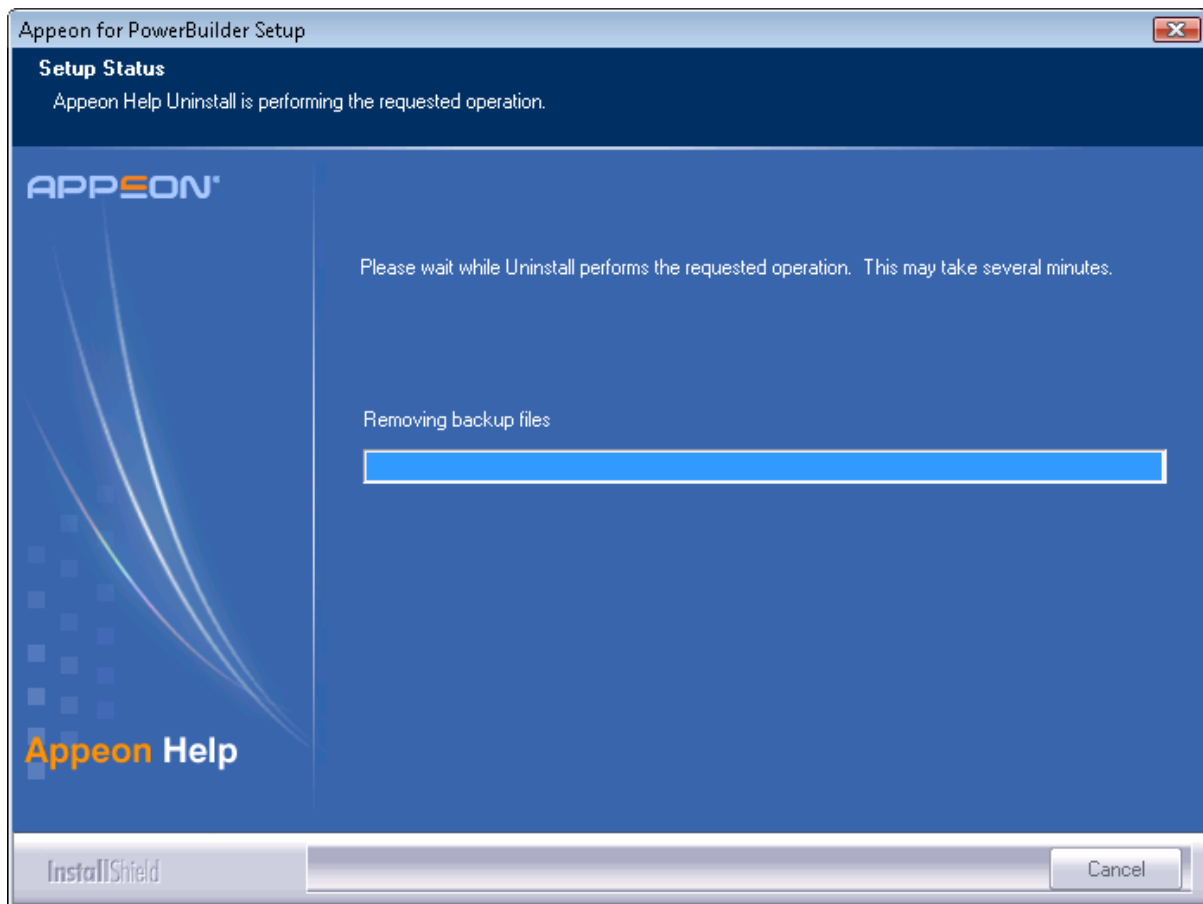 Appeon for PowerBuilder Setup
Setup Status
Appeon Help Uninstall is performing the requested operation.
APPEON®
Please wait while Uninstall performs the requested operation.  This may take several minutes.
Removing backup files
Appeon Help
InstallShield
Cancel